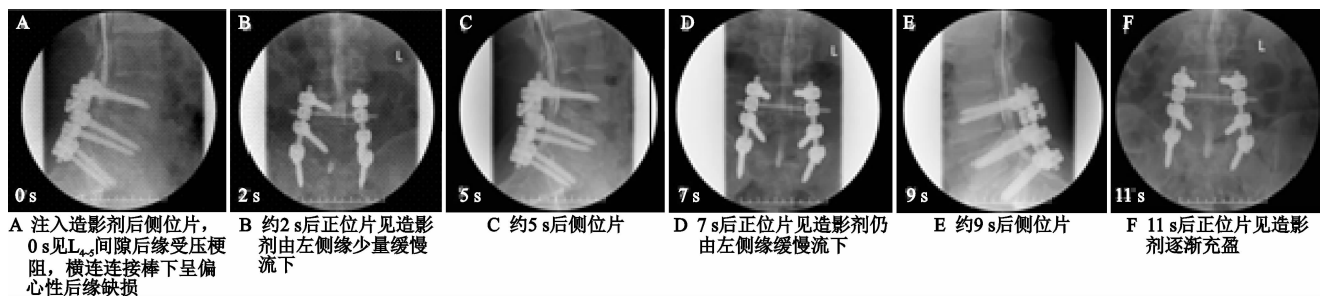 A
B
C
D
E
F
L
L
L
0 s
2 s
5 s
7 s
9 s
11 s
A 注入造影剂后侧位片，
0 s见L4~5间隙后缘受压梗
阻，横连连接棒下呈偏
心性后缘缺损
B 约2 s后正位片见造影
剂由左侧缘少量缓慢
流下
C 约5 s后侧位片
D 7 s后正位片见造影剂仍
由左侧缘缓慢流下
E 约9 s后侧位片
F 11 s后正位片见造影
剂逐渐充盈